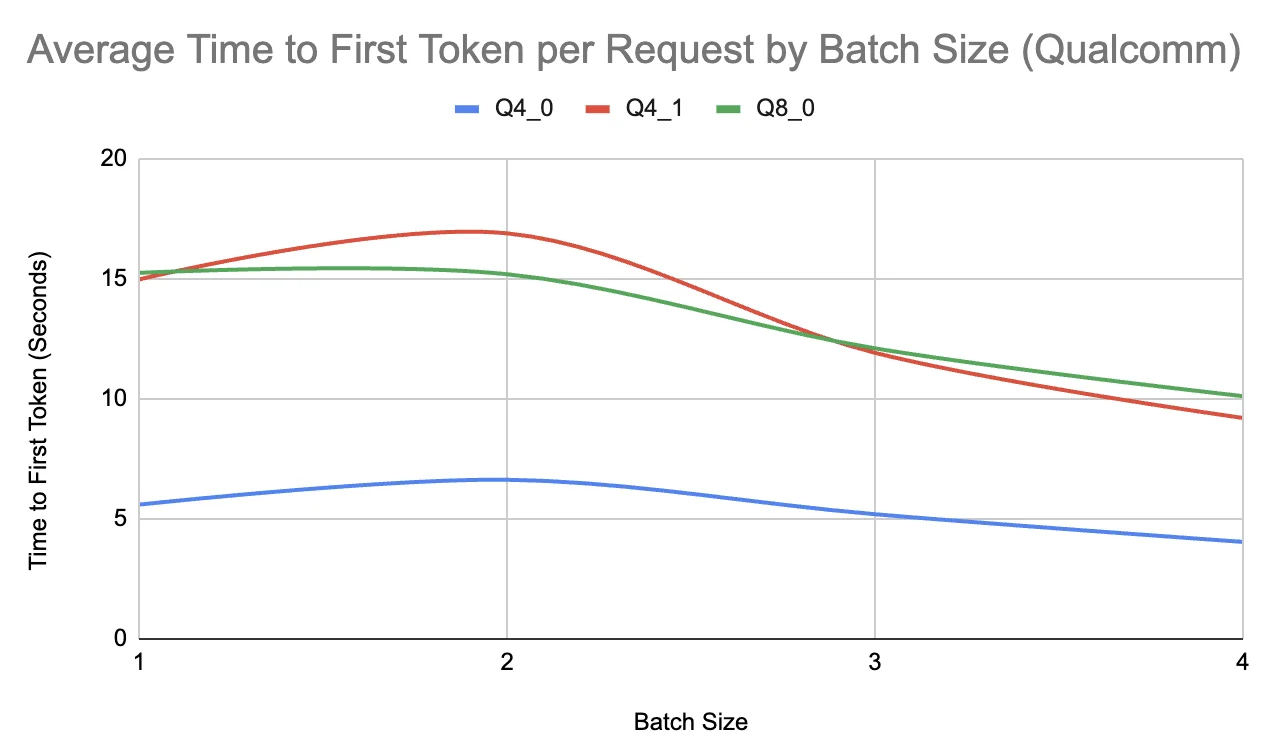 Average Time to First Token per Request by Batch Size (Qualcomm)
Q4_0 Q4_1 Q8_0
Time to First Token (Seconds)
20
15
10
5
0
1 2 3 4
Batch Size